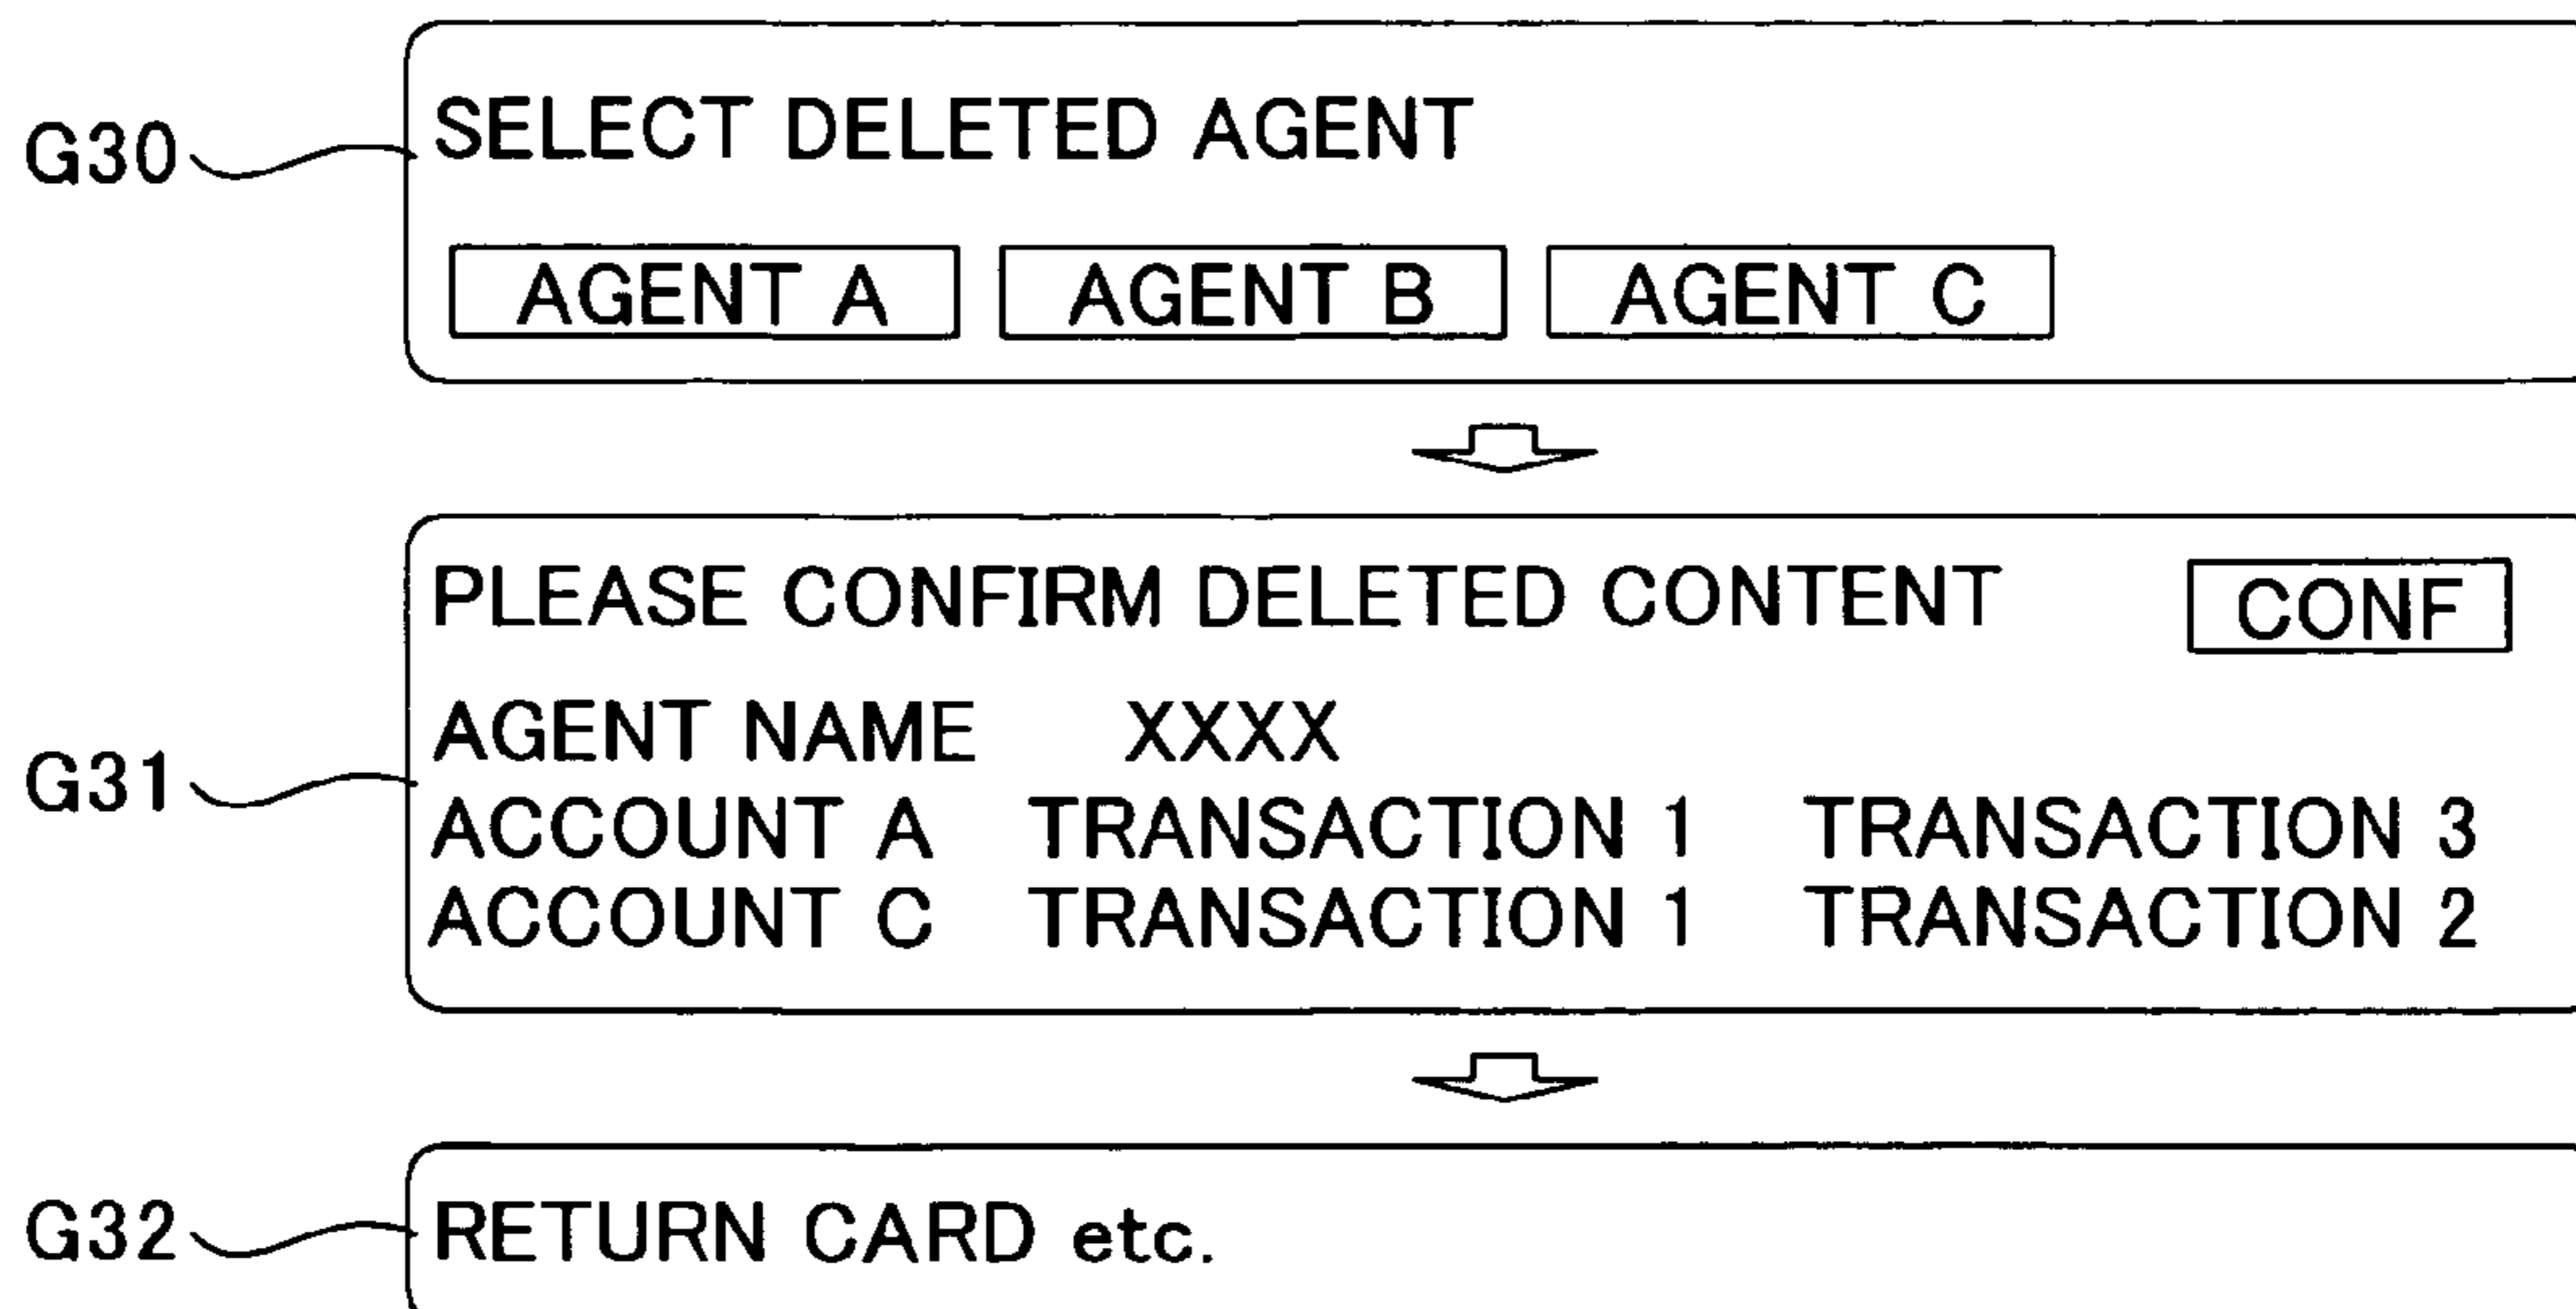 G30
SELECT DELETED AGENT
AGENT A AGENT B AGENT C
PLEASE CONFIRM DELETED CONTENT CONF
AGENT NAME XXXX
G31
ACCOUNT A TRANSACTION 1 TRANSACTION 3
ACCOUNT C TRANSACTION 1 TRANSACTION 2
G32 RETURN CARD etc.